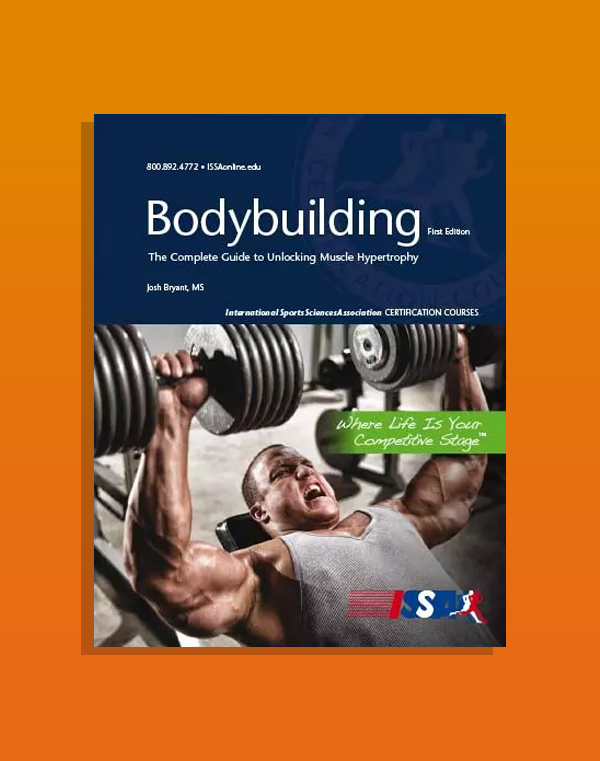 800.892.4772 • ISSAonline.edu
Bodybuilding First Edition
The Complete Guide to Unlocking Muscle Hypertrophy
Josh Bryant, MS
International Sports Sciences Association CERTIFICATION COURSES
Where Life Is Your
Competitive Stage™
ISSA